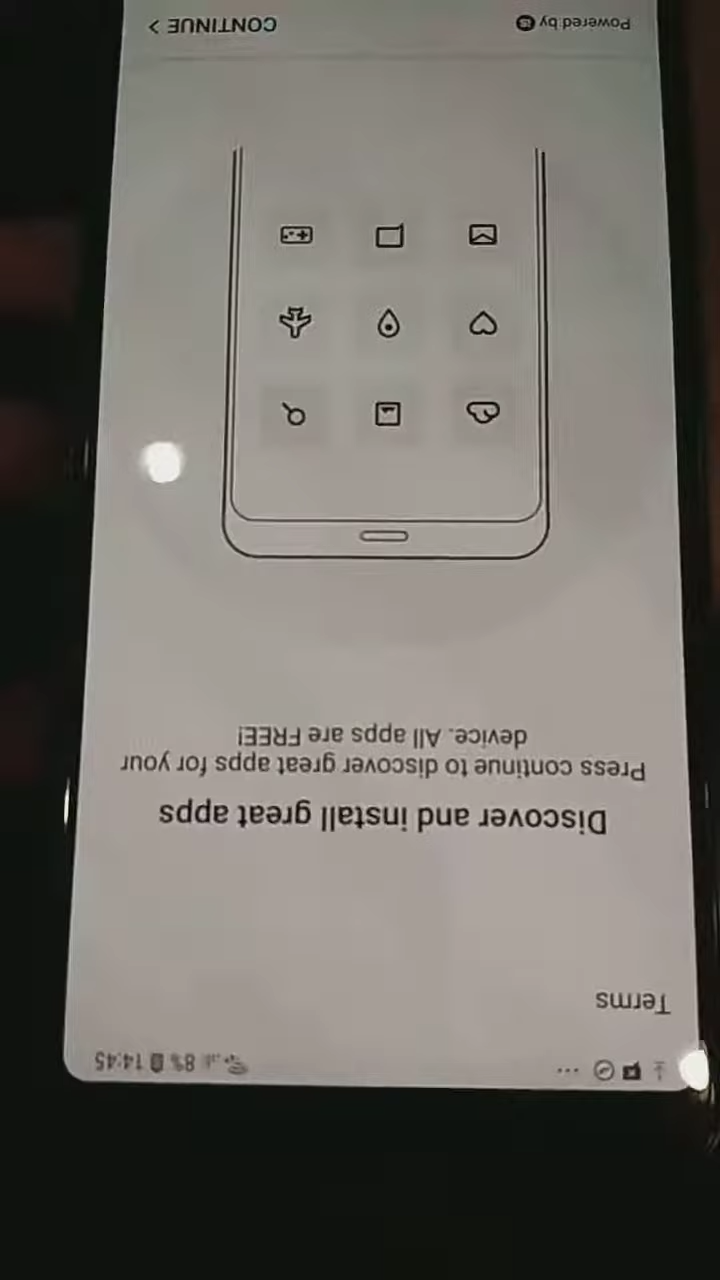 8% 14:45
Terms
Discover and install great apps
Press continue to discover great apps for your
device. All apps are FREE!
Powered by iS
CONTINUE >